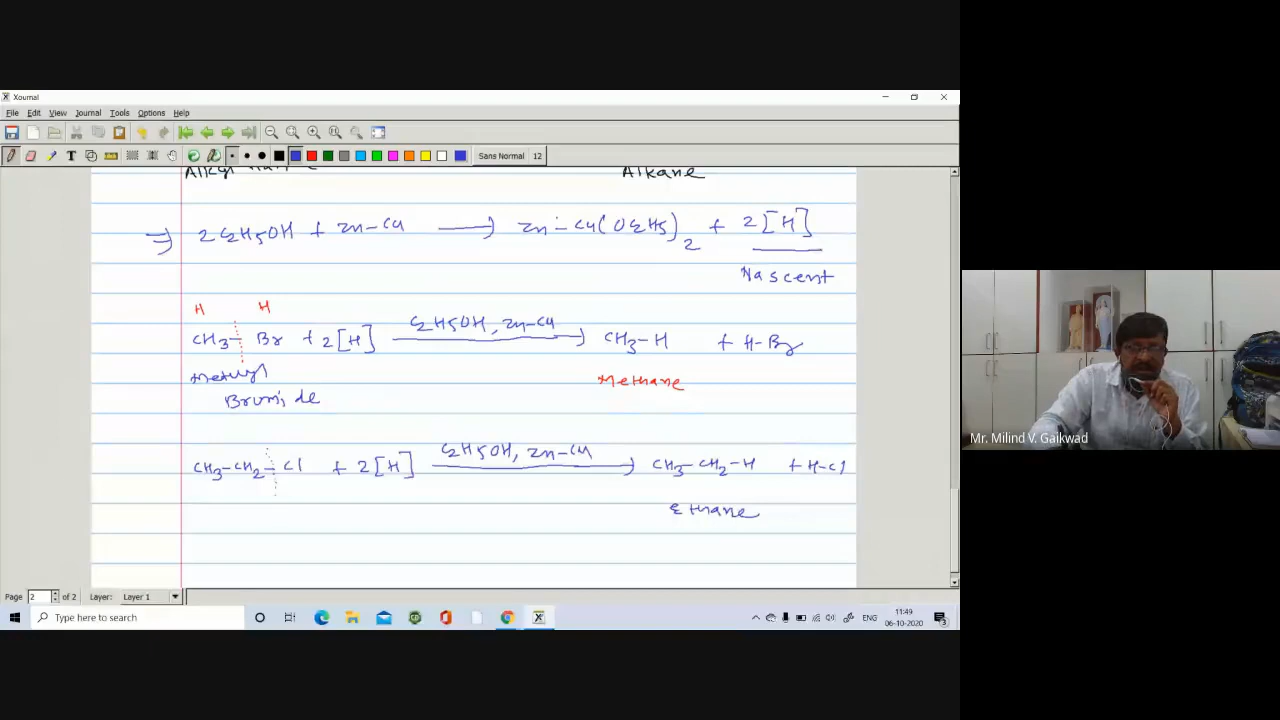 Xournal
File Edit View Journal Tools Options Help
Sans Normal 12
Alkane
⇒ 2C2H5OH + Zn-Cu ⟶ Zn-Cu(OC2H5)2 + 2[H]
Nascent
H H
CH3-Br + 2[H] C2H5OH, Zn-Cu ⟶ CH3-H + H-Br
Methyl Methane
Bromide
CH3-CH2-Cl + 2[H] C2H5OH, Zn-Cu ⟶ CH3-CH2-H + H-Cl
Ethane
Page 2 of 2 Layer: Layer 1
Type here to search
ENG 11:49
06-10-2020
3
Mr. Milind V. Gaikwad